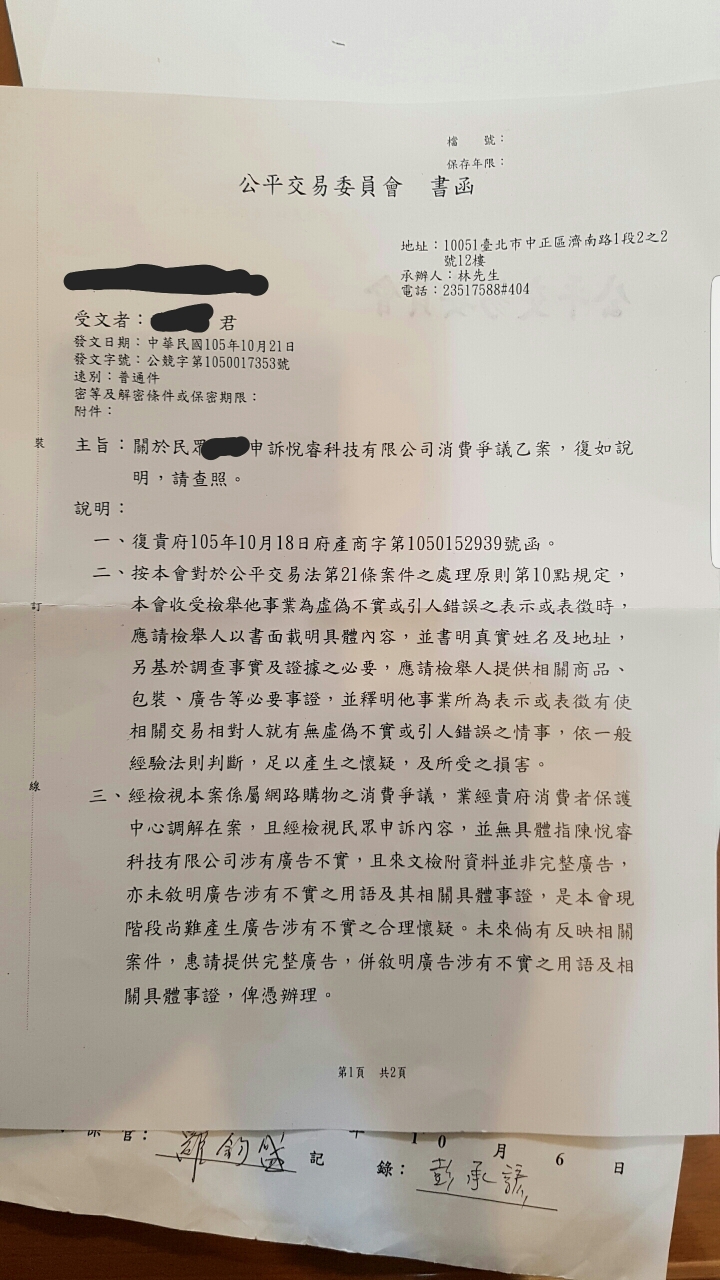 檔　號：
保存年限：
公平交易委員會　書函
地址：10051臺北市中正區濟南路1段2之2
號12樓
承辦人：林先生
電話：23517588#404
受文者：君
發文日期：中華民國105年10月21日
發文字號：公競字第1050017353號
速別：普通件
密等及解密條件或保密期限：
附件：
主旨：關於民眾申訴悅睿科技有限公司消費爭議乙案，復如說
明，請查照。
說明：
一、復貴府105年10月18日府產商字第1050152939號函。
二、按本會對於公平交易法第21條案件之處理原則第10點規定，
本會收受檢舉他事業為虛偽不實或引人錯誤之表示或表徵時，
應請檢舉人以書面載明具體內容，並書明真實姓名及地址，
另基於調查事實及證據之必要，應請檢舉人提供相關商品、
包裝、廣告等必要事證，並釋明他事業所為表示或表徵有使
相關交易相對人就有無虛偽不實或引人錯誤之情事，依一般
經驗法則判斷，足以產生之懷疑，及所受之損害。
三、經檢視本案係屬網路購物之消費爭議，業經貴府消費者保護
中心調解在案，且經檢視民眾申訴內容，並無具體指陳悅睿
科技有限公司涉有廣告不實，且來文檢附資料並非完整廣告，
亦未敘明廣告涉有不實之用語及其相關具體事證，是本會現
階段尚難產生廣告涉有不實之合理懷疑。未來倘有反映相關
案件，惠請提供完整廣告，併敘明廣告涉有不實之用語及相
關具體事證，俾憑辦理。
裝
訂
線
第1頁　共2頁
年 10 月 6 日
官：
記錄：彭承